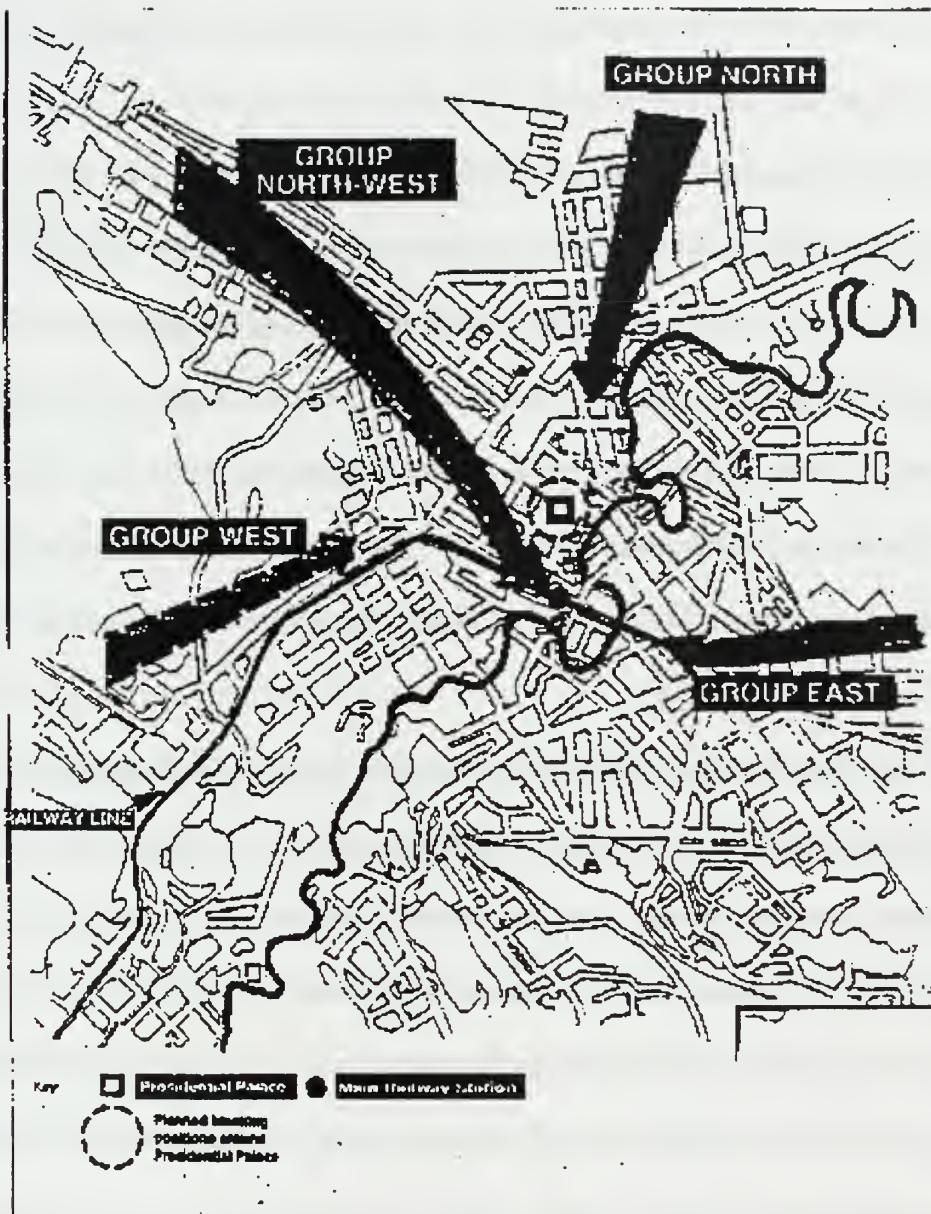 GROUP NORTH
GROUP
NORTH-WEST
GROUP WEST
GROUP EAST
RAILWAY LINE
Key
Presidential Palace
Main Railway Station
Planned
positions around
Presidential Palace